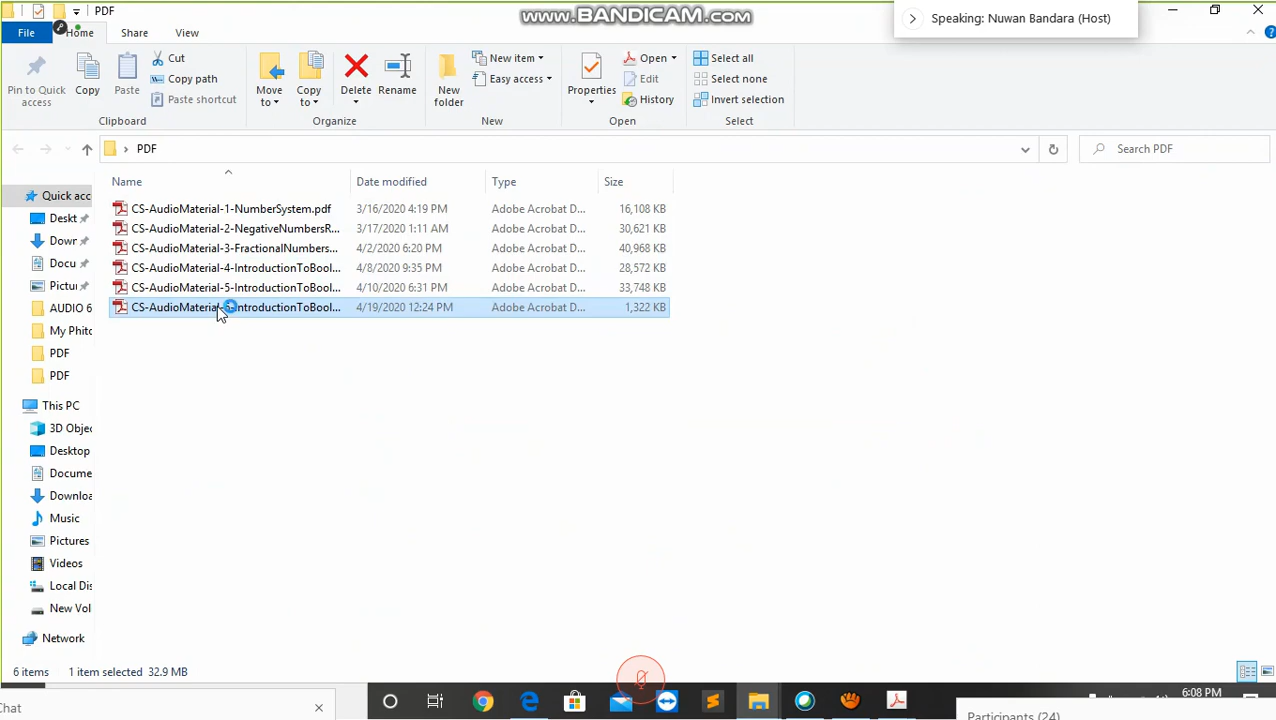 PDF
www.BANDICAM.com
Speaking: Nuwan Bandara (Host)
File Home Share View
Pin to Quick access
Copy
Paste
Cut
Copy path
Paste shortcut
Clipboard
Move to
Copy to
Delete
Rename
Organize
New folder
New item
Easy access
New
Properties
Open
Edit
History
Open
Select all
Select none
Invert selection
Select
PDF
Search PDF
Name Date modified Type Size
CS-AudioMaterial-1-NumberSystem.pdf 3/16/2020 4:19 PM Adobe Acrobat D... 16,108 KB
CS-AudioMaterial-2-NegativeNumbersR... 3/17/2020 1:11 AM Adobe Acrobat D... 30,621 KB
CS-AudioMaterial-3-FractionalNumbers... 4/2/2020 6:20 PM Adobe Acrobat D... 40,968 KB
CS-AudioMaterial-4-IntroductionToBool... 4/8/2020 9:35 PM Adobe Acrobat D... 28,572 KB
CS-AudioMaterial-5-IntroductionToBool... 4/10/2020 6:31 PM Adobe Acrobat D... 33,748 KB
CS-AudioMaterial- IntroductionToBool... 4/19/2020 12:24 PM Adobe Acrobat D... 1,322 KB
Quick acc
Deskt
Dowr
Docu
Pictur
AUDIO 6
My Phitc
PDF
PDF
This PC
3D Objec
Desktop
Docume
Downloa
Music
Pictures
Videos
Local Dis
New Vol
Network
6 items 1 item selected 32.9 MB
6:08 PM
Chat
Participants (24)